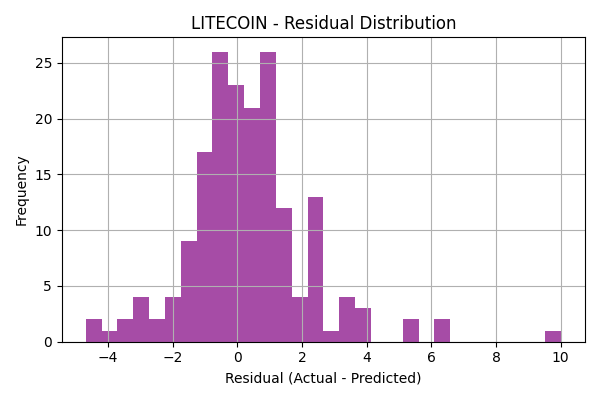 LITECOIN - Residual Distribution
Frequency
25
20
15
10
5
0
−4 −2 0 2 4 6 8 10
Residual (Actual - Predicted)